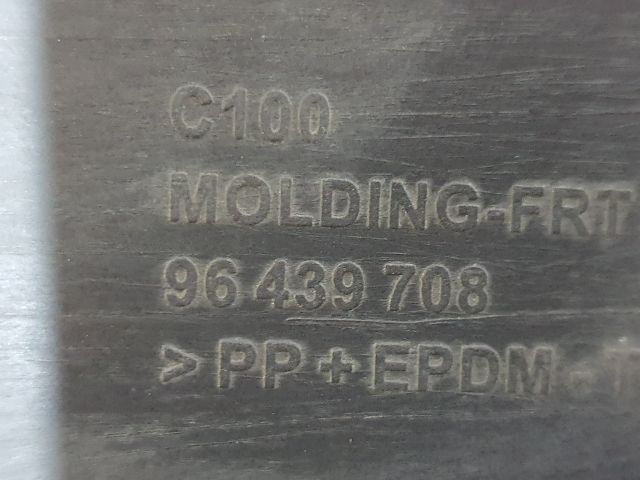 C100
MOLDING-FRT
96 439 708
>PP+EPDM-T